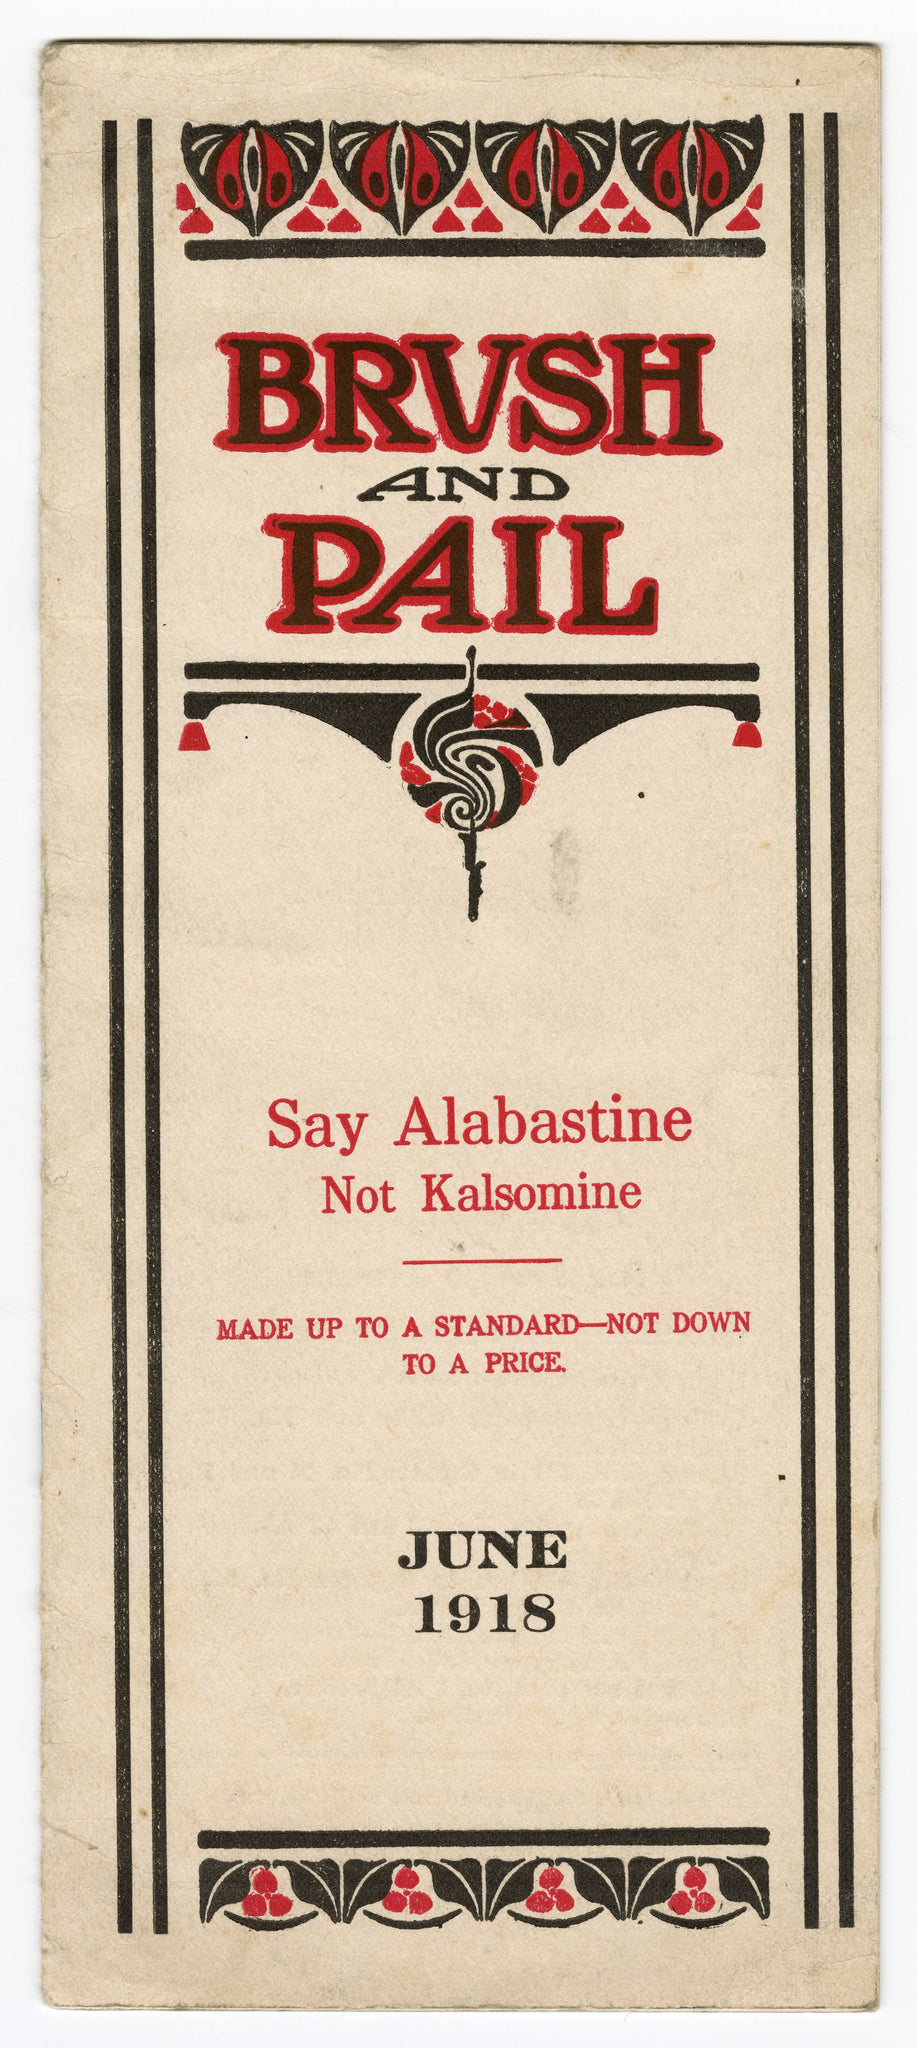 BRVSH
AND
PAIL
Say Alabastine
Not Kalsomine
MADE UP TO A STANDARD—NOT DOWN
TO A PRICE.
JUNE
1918